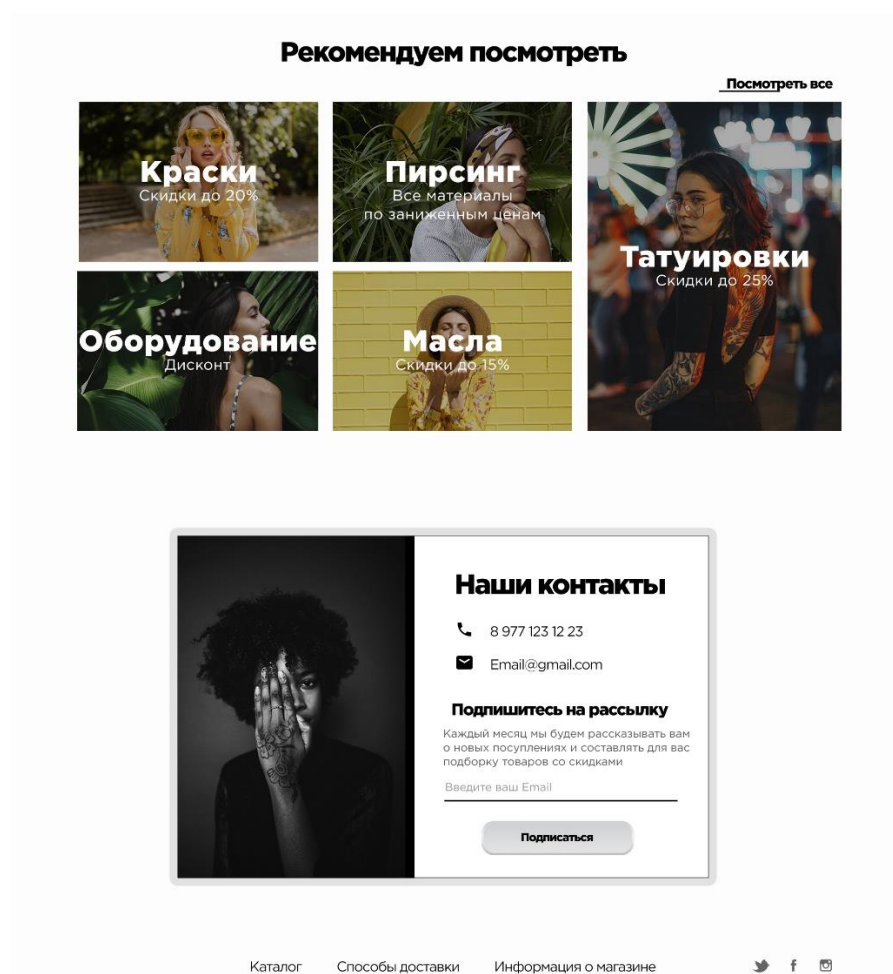 Рекомендуем посмотреть
Посмотреть все
Краски
Скидки до 20%
Пирсинг
Все материалы
по заниженным ценам
Татуировки
Скидки до 25%
Оборудование
Дисконт
Масла
Скидки до 15%
Наши контакты
8 977 123 12 23
Email@gmail.com
Подпишитесь на рассылку
Каждый месяц мы будем рассказывать вам
о новых посуплениях и составлять для вас
подборку товаров со скидками
Введите ваш Email
Подписаться
Каталог Способы доставки Информация о магазине